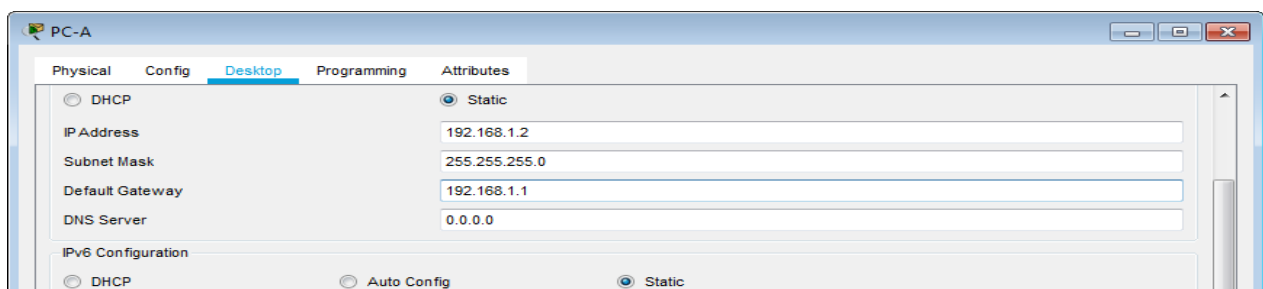 PC-A
Physical Config Desktop Programming Attributes
DHCP Static
IP Address 192.168.1.2
Subnet Mask 255.255.255.0
Default Gateway 192.168.1.1
DNS Server 0.0.0.0
IPv6 Configuration
DHCP Auto Config Static